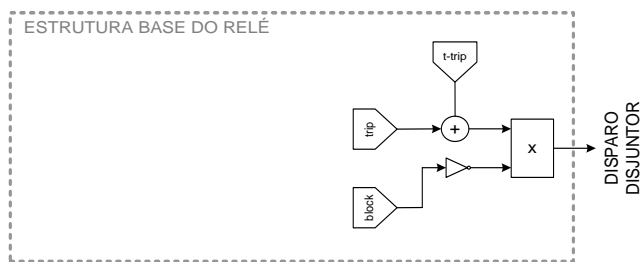 ESTRUTURA BASE DO RELÉ
t-trip
trip
+
x
block
DISPARO
DISJUNTOR